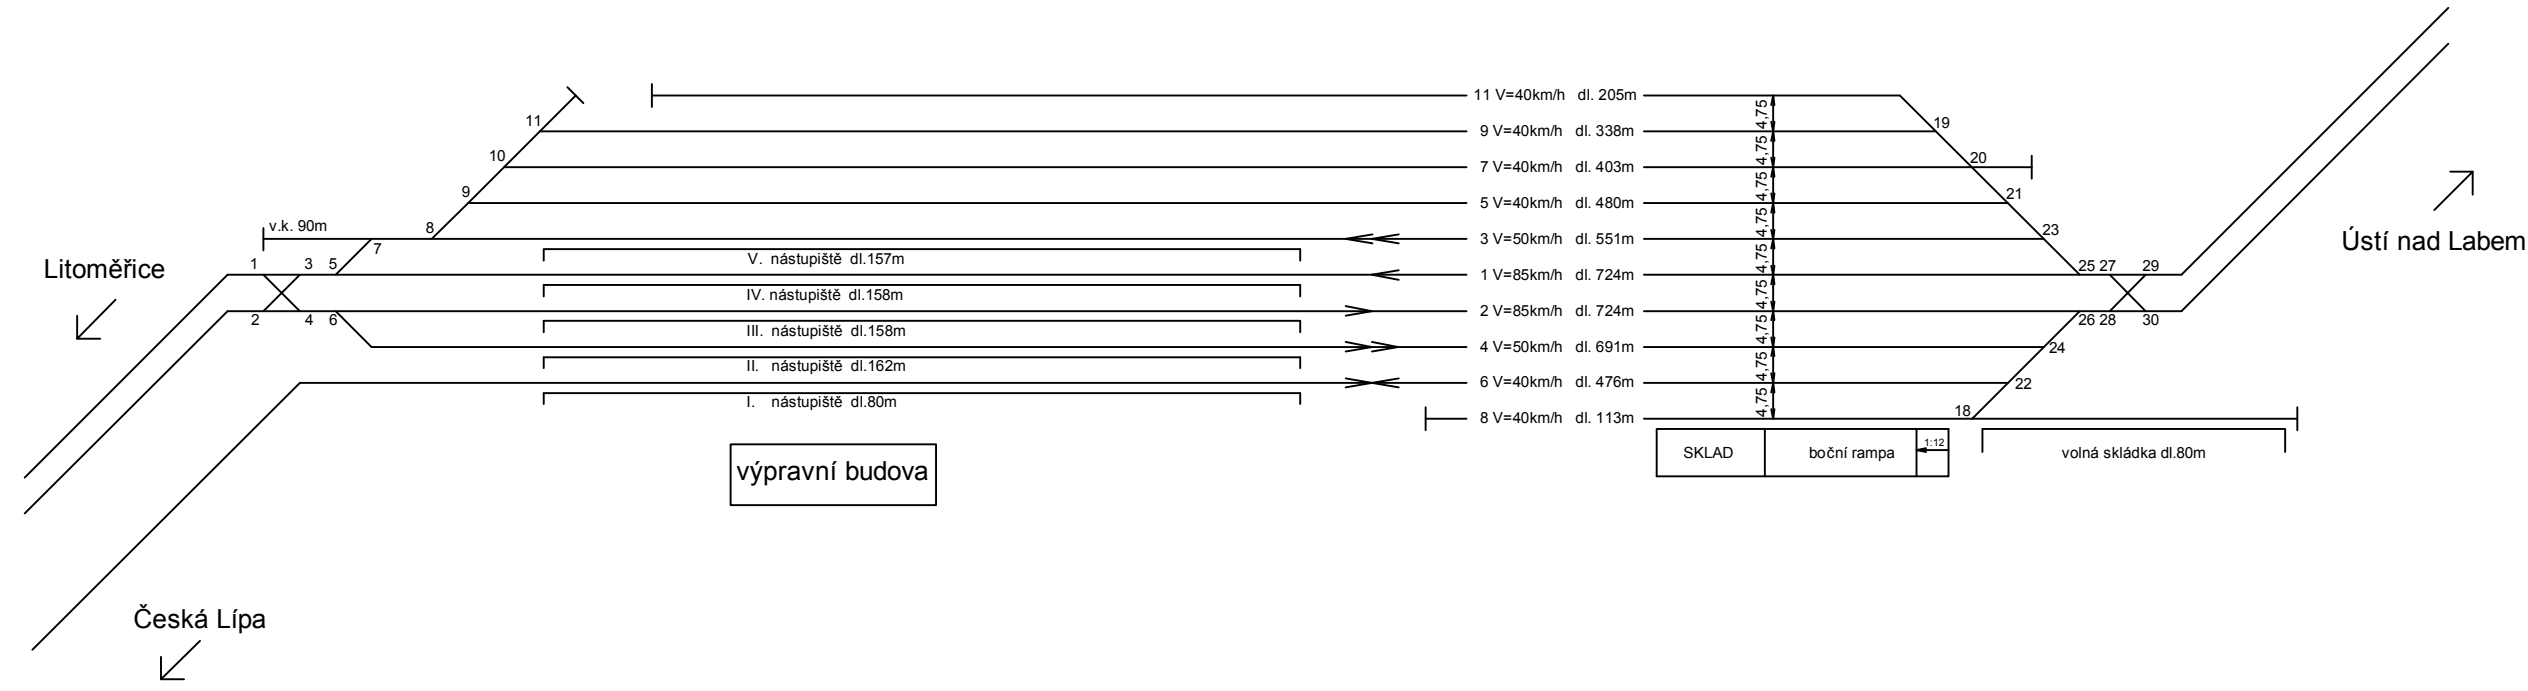 11 V=40km/h dl. 205m
4,75
11
19
9 V=40km/h dl. 338m
4,75
10
20
7 V=40km/h dl. 403m
4,75
9
21
5 V=40km/h dl. 480m
4,75
v.k. 90m
8
23
3 V=50km/h dl. 551m
7
Ústí nad Labem
V. nástupiště dl.157m
4,75
Litoměřice
1
3
5
1 V=85km/h dl. 724m
25
27
29
IV. nástupiště dl.158m
4,75
2
4
6
2 V=85km/h dl. 724m
26
28
30
III. nástupiště dl.158m
4,75
4 V=50km/h dl. 691m
24
II. nástupiště dl.162m
4,75
6 V=40km/h dl. 476m
22
I. nástupiště dl.80m
4,75
8 V=40km/h dl. 113m
18
výpravní budova
SKLAD
boční rampa
1:12
volná skládka dl.80m
Česká Lípa